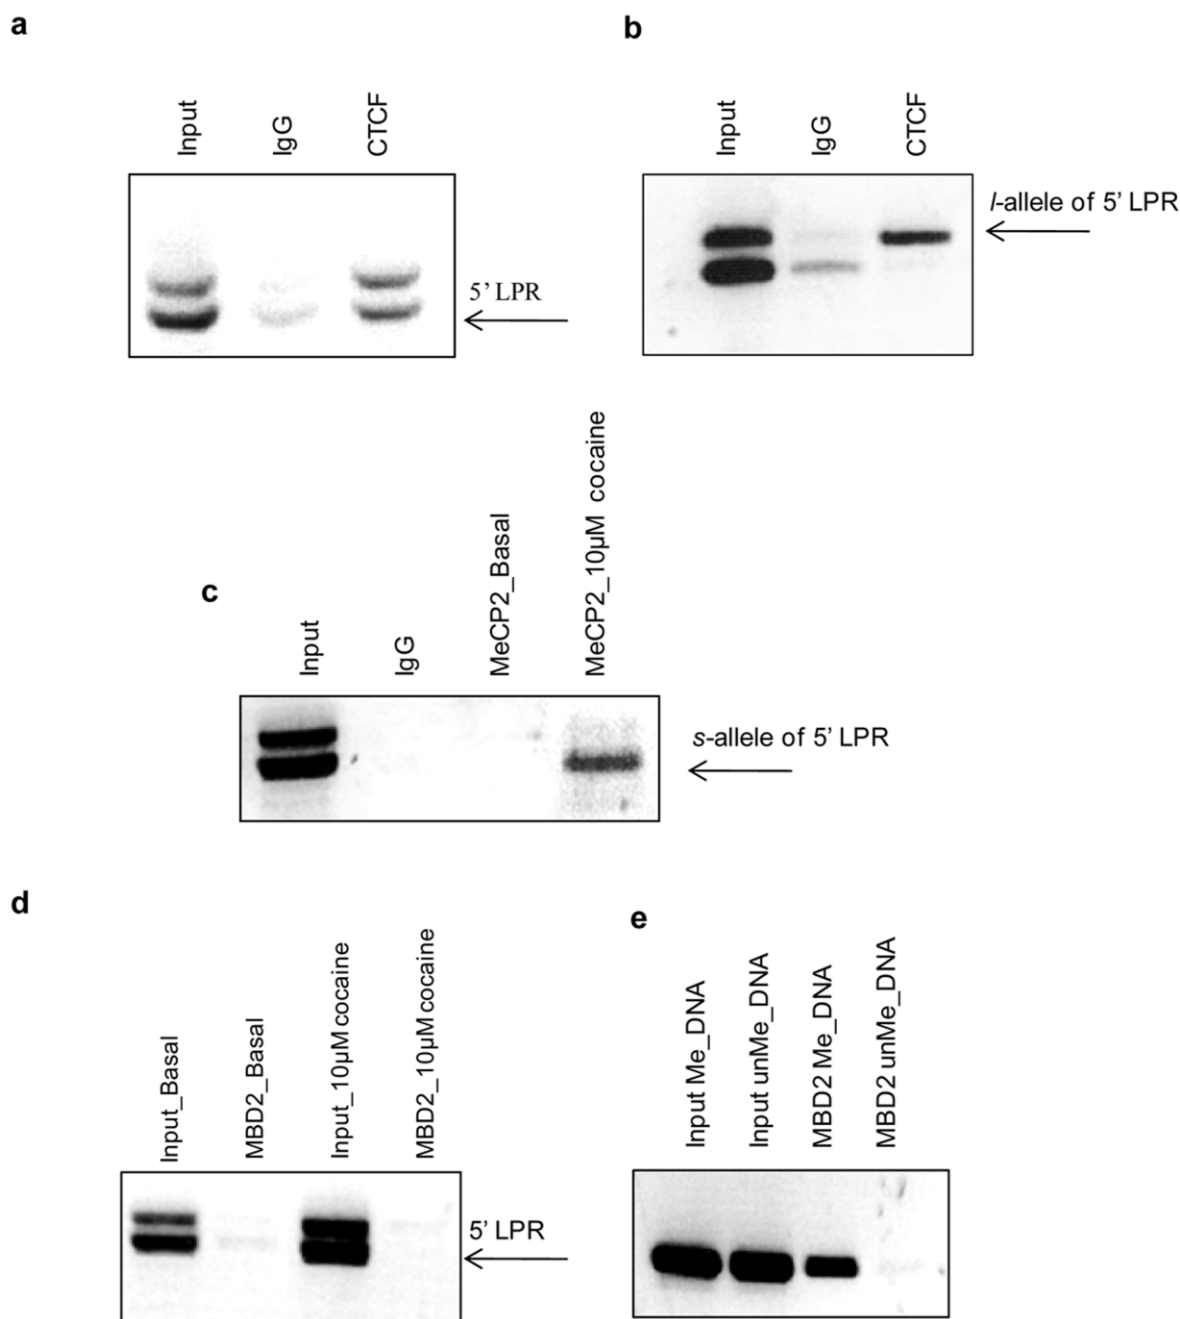 a
Input
IgG
CTCF
5’ LPR
b
Input
IgG
CTCF
l-allele of 5’ LPR
c
Input
IgG
MeCP2_Basal
MeCP2_10µM cocaine
s-allele of 5’ LPR
d
Input_Basal
MBD2_Basal
Input_10µM cocaine
MBD2_10µM cocaine
5’ LPR
e
Input Me_DNA
Input unMe_DNA
MBD2 Me_DNA
MBD2 unMe_DNA